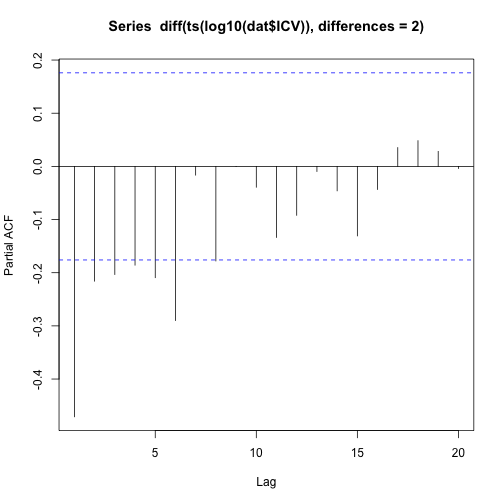 Series  diff(ts(log10(dat$ICV)), differences = 2)
Partial ACF
0.2
0.1
0.0
-0.1
-0.2
-0.3
-0.4
5 10 15 20
Lag